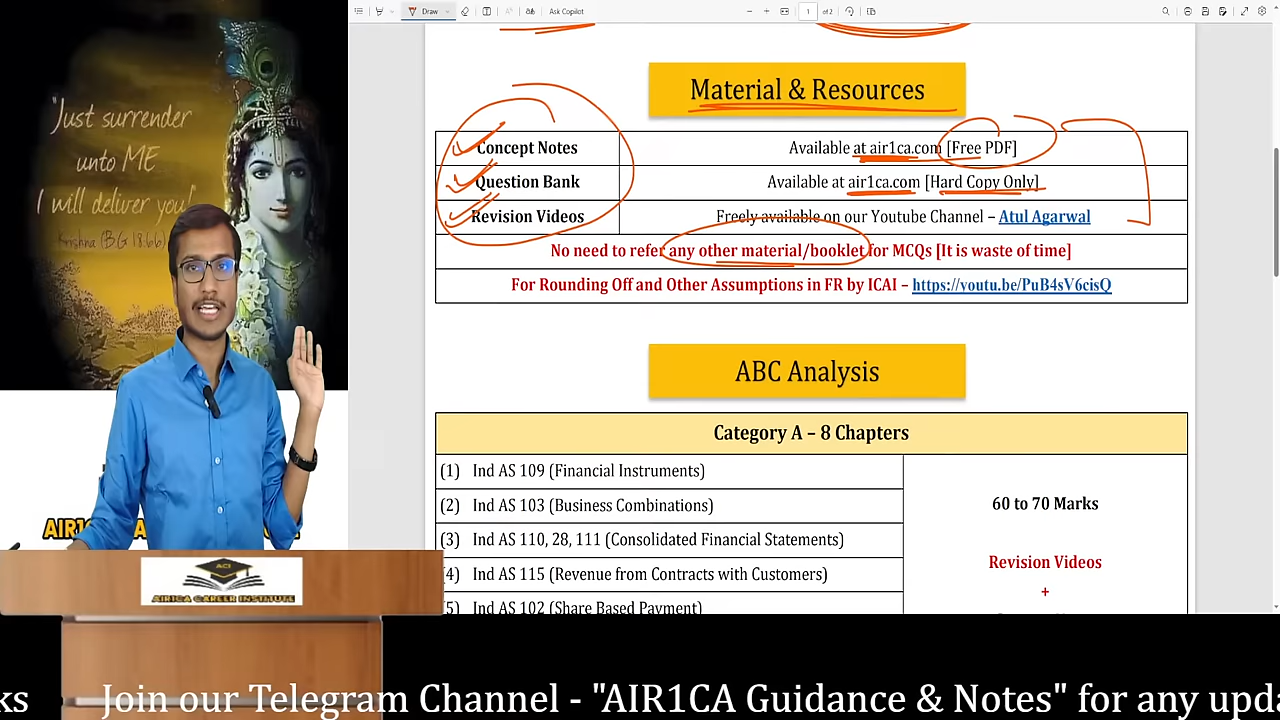 Draw
Ask Copilot
1 of 2
"Just surrender
unto ME
I will deliver you"
- Krishna (BG 18:66)
Material & Resources
Concept Notes Available at air1ca.com [Free PDF]
Question Bank Available at air1ca.com [Hard Copy Only]
Revision Videos Freely available on our Youtube Channel – Atul Agarwal
No need to refer any other material/booklet for MCQs [It is waste of time]
For Rounding Off and Other Assumptions in FR by ICAI – https://youtu.be/PuB4sV6cisQ
ABC Analysis
Category A – 8 Chapters
(1) Ind AS 109 (Financial Instruments)
(2) Ind AS 103 (Business Combinations)
(3) Ind AS 110, 28, 111 (Consolidated Financial Statements)
(4) Ind AS 115 (Revenue from Contracts with Customers)
(5) Ind AS 102 (Share Based Payment)
60 to 70 Marks
Revision Videos
+
ACI
AIR1CA CAREER INSTITUTE
ks Join our Telegram Channel - "AIR1CA Guidance & Notes" for any upda